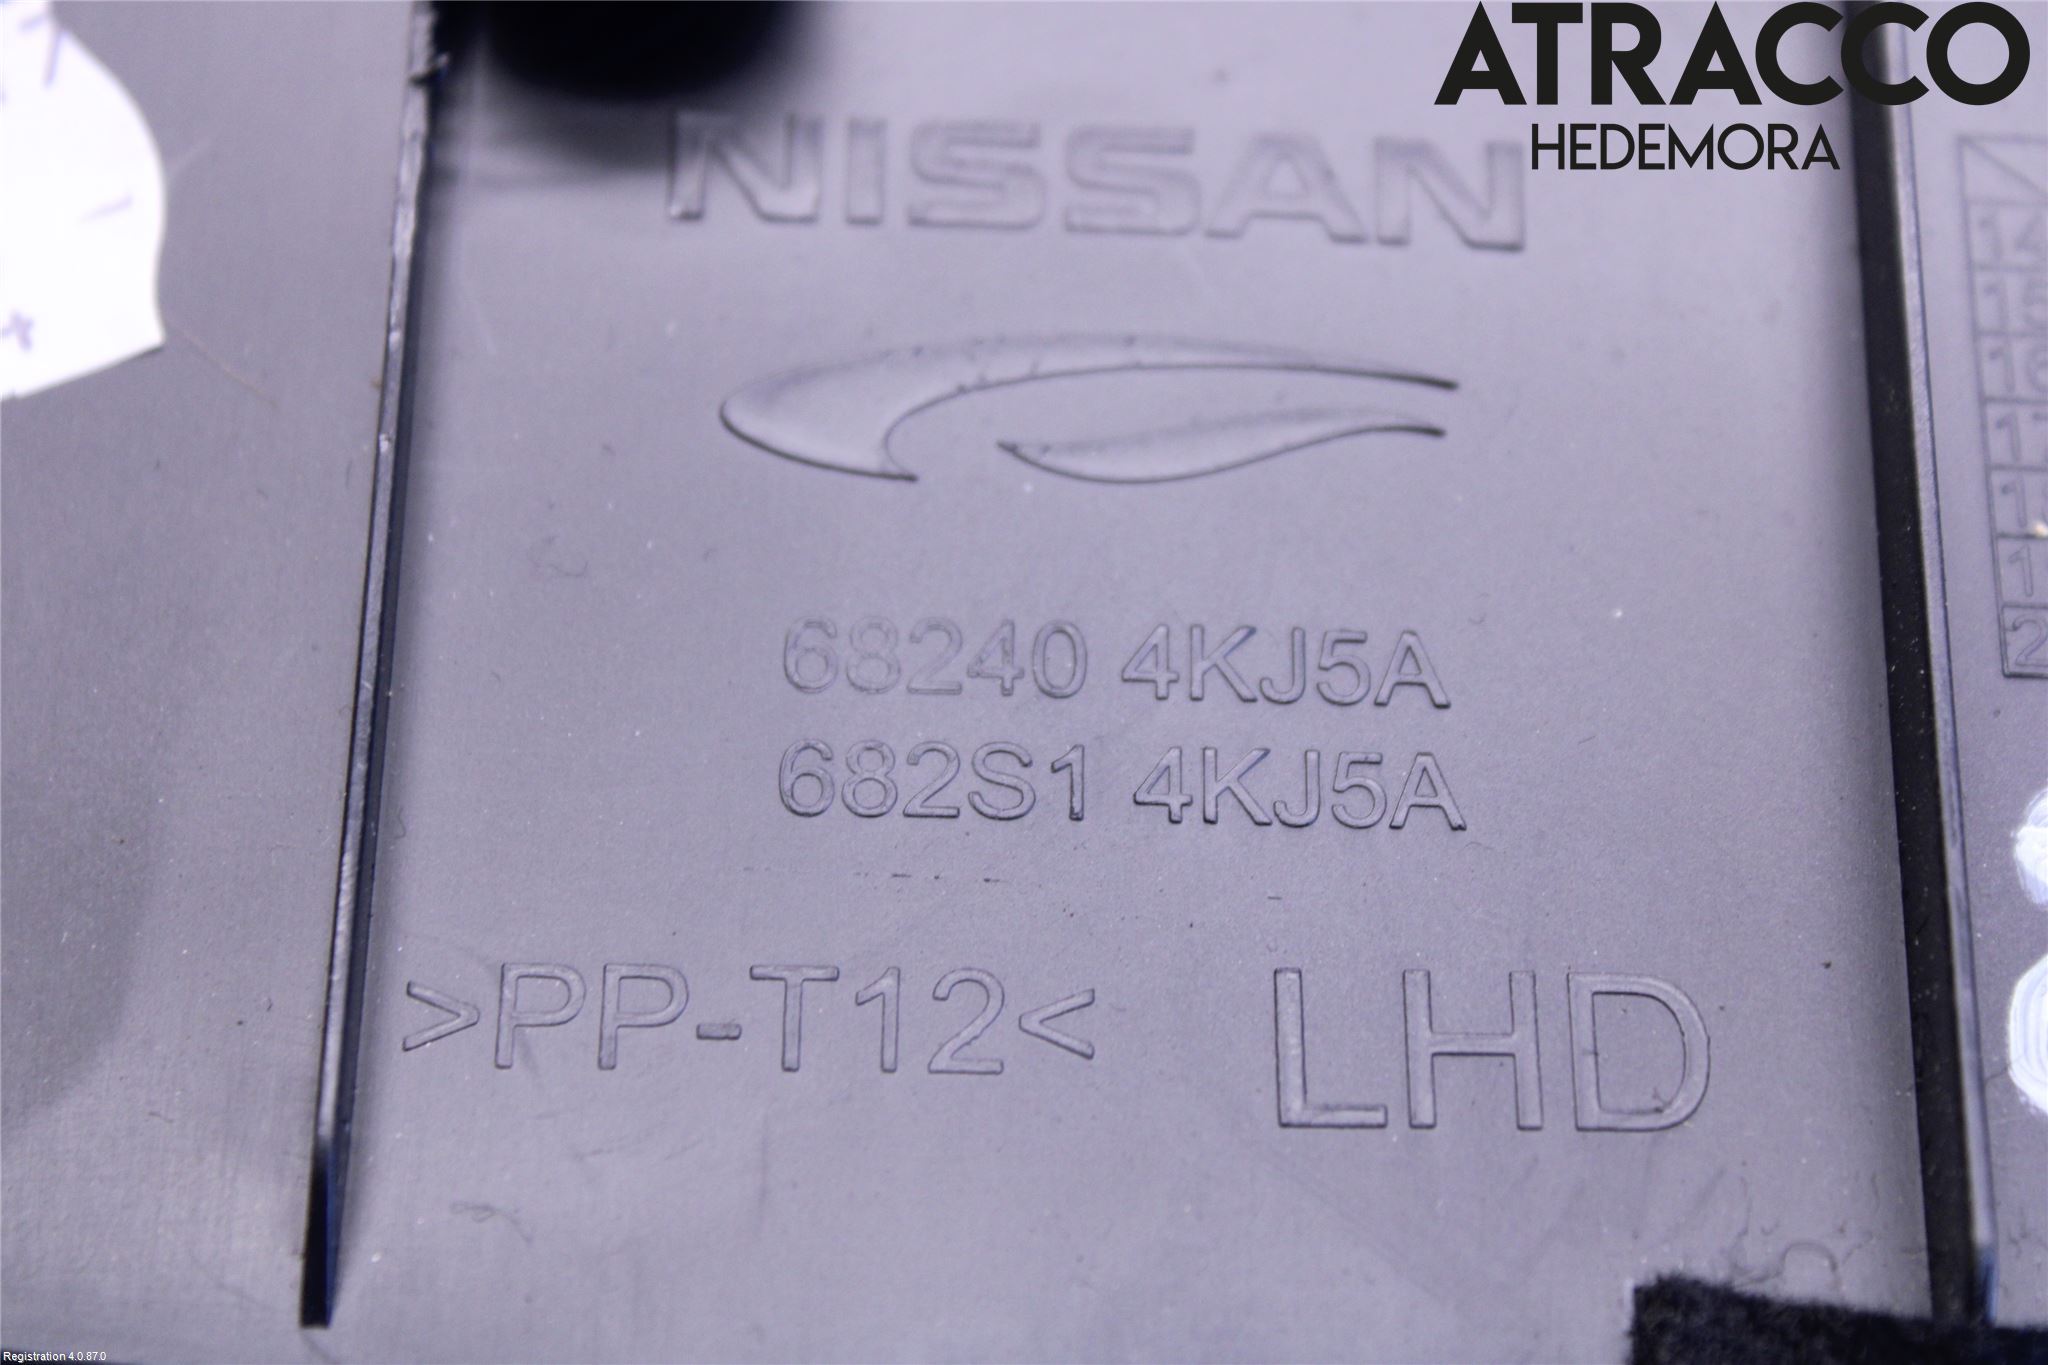 ATRACCO
HEDEMORA
NISSAN
68240 4KJ5A
682S1 4KJ5A
>PP-T12<
LHD
Registration 4.0.87.0